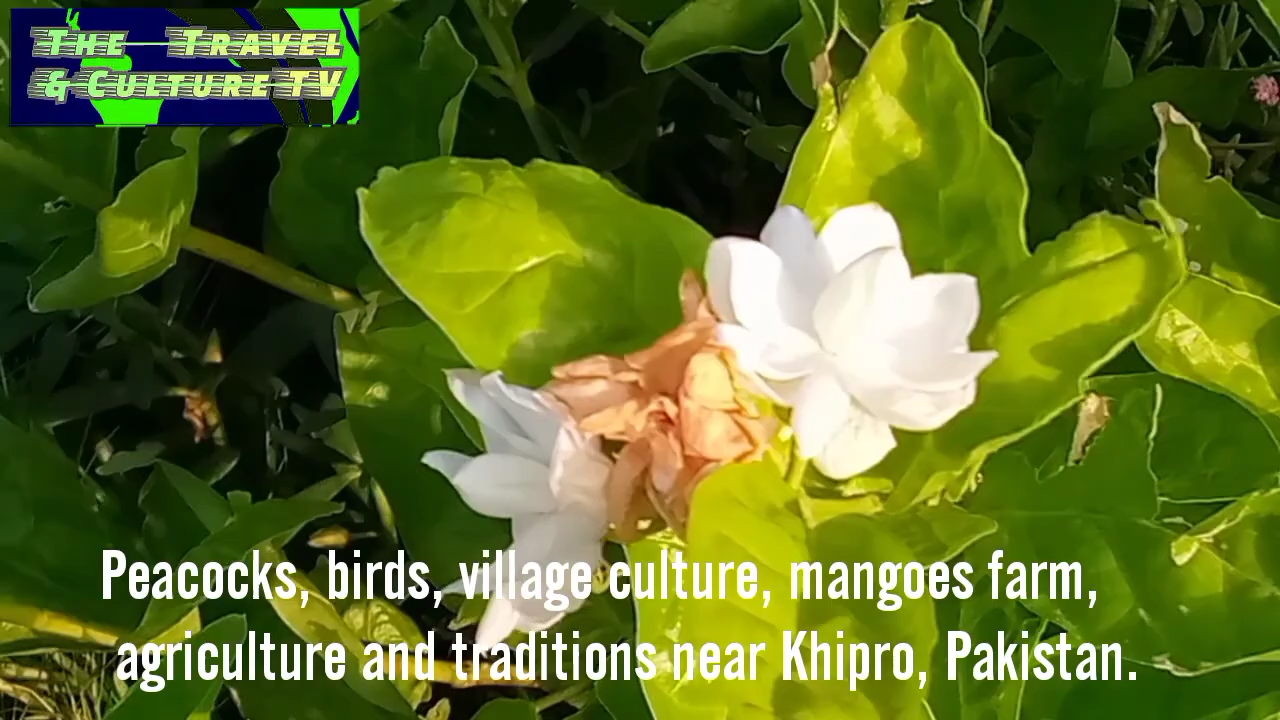 The Travel
& Culture TV
Peacocks, birds, village culture, mangoes farm,
agriculture and traditions near Khipro, Pakistan.